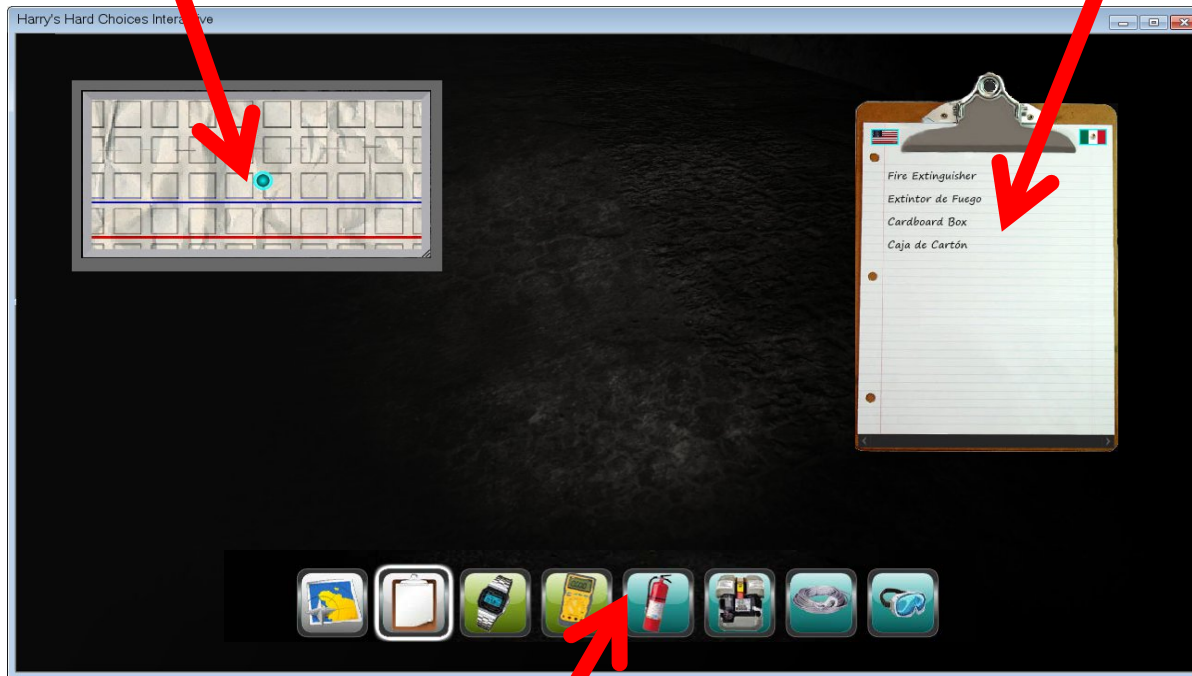 Harry's Hard Choices Interactive
Fire Extinguisher
Extintor de Fuego
Cardboard Box
Caja de Cartón